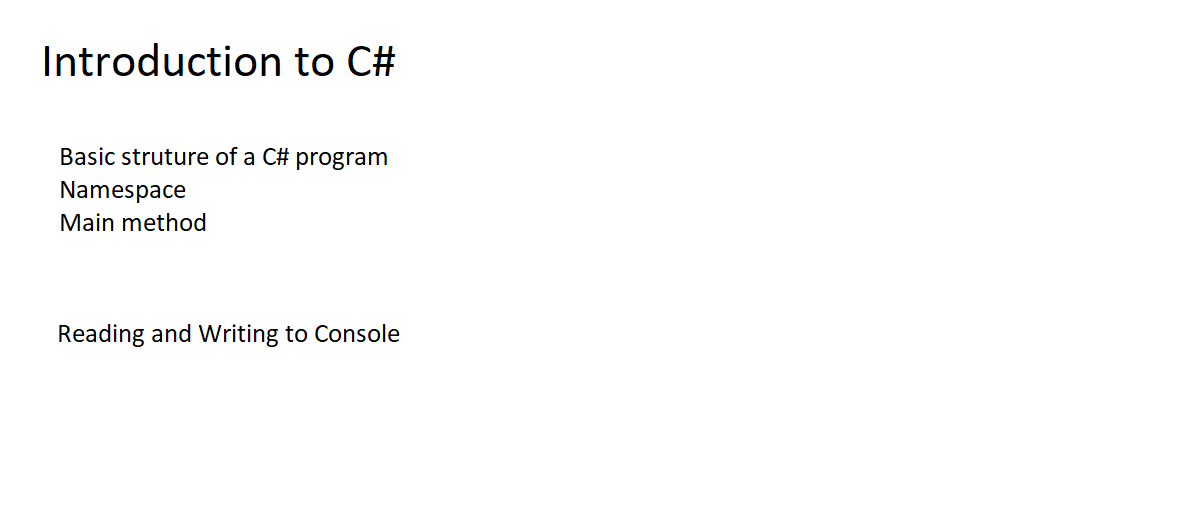 Introduction to C#
Basic struture of a C# program
Namespace
Main method
Reading and Writing to Console